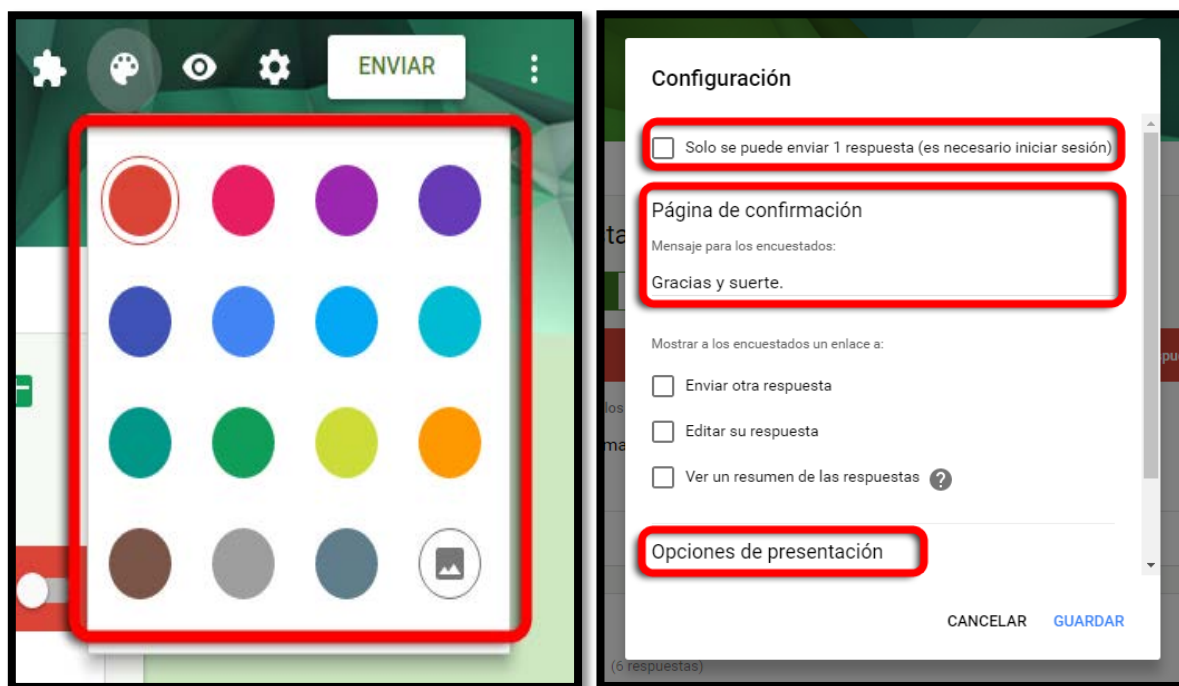 ENVIAR
Configuración
Solo se puede enviar 1 respuesta (es necesario iniciar sesión)
Página de confirmación
Mensaje para los encuestados:
Gracias y suerte.
Mostrar a los encuestados un enlace a:
Enviar otra respuesta
Editar su respuesta
Ver un resumen de las respuestas ?
Opciones de presentación
CANCELAR GUARDAR
(6 respuestas)